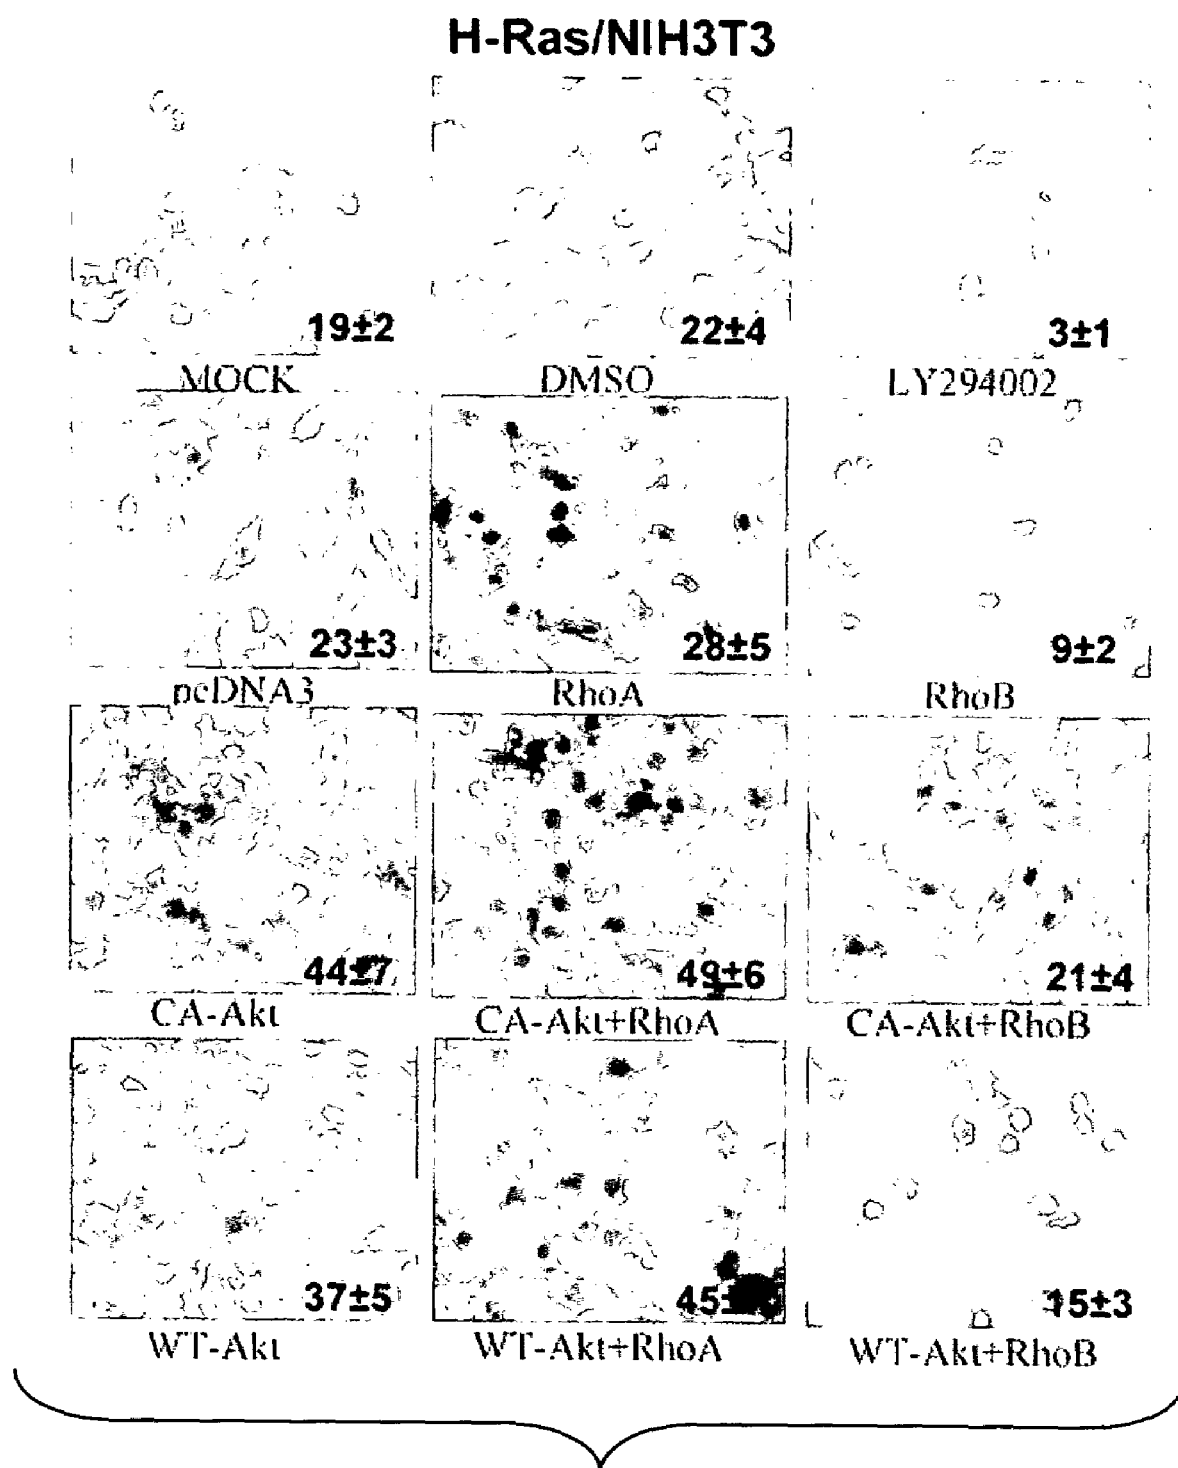 H-Ras/NIH3T3
19±2 22±4 3±1
MOCK DMSO LY294002
23±3 28±5 9±2
pcDNA3 RhoA RhoB
44±7 49±6 21±4
CA-Akt CA-Akt+RhoA CA-Akt+RhoB
37±5 45± 15±3
WT-Akt WT-Akt+RhoA WT-Akt+RhoB